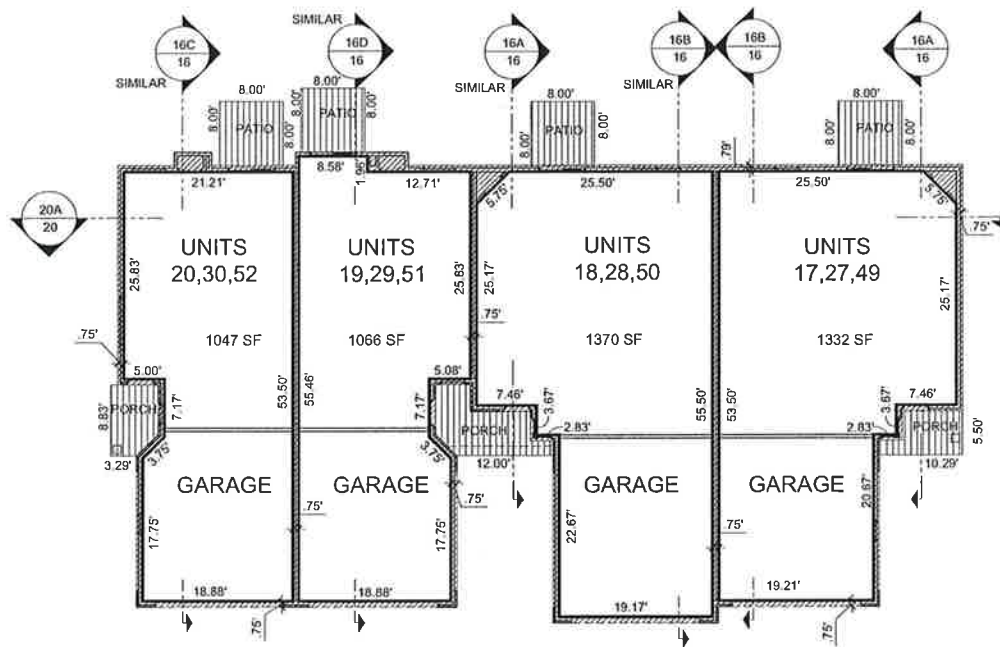 SIMILAR
16C
16
16D
16
16A
16
16B
16
16B
16
16A
16
SIMILAR
SIMILAR
SIMILAR
8.00'
8.00'
8.00'
8.00'
8.00'
8.00'
8.00'
8.00'
8.00'
8.00'
8.00'
8.00'
PATIO
PATIO
PATIO
PATIO
.79'
21.21'
8.58'
1.96'
12.71'
25.50'
25.50'
5.75'
5.75'
.75'
20A
20
UNITS
20,30,52
UNITS
19,29,51
UNITS
18,28,50
UNITS
17,27,49
25.83'
25.83'
25.17'
25.17'
1047 SF
1066 SF
1370 SF
1332 SF
.75'
.75'
5.00'
5.08'
7.46'
7.46'
53.50'
55.46'
55.50'
53.50'
8.83'
PORCH
7.17'
7.17'
PORCH
3.67'
3.67'
PORCH
5.50'
2.83'
2.83'
3.29'
3.75'
3.75'
12.00'
10.29'
GARAGE
GARAGE
GARAGE
GARAGE
17.75'
.75'
17.75'
.75'
22.67'
.75'
20.67'
18.88'
18.88'
19.17'
19.21'
.75'
.75'